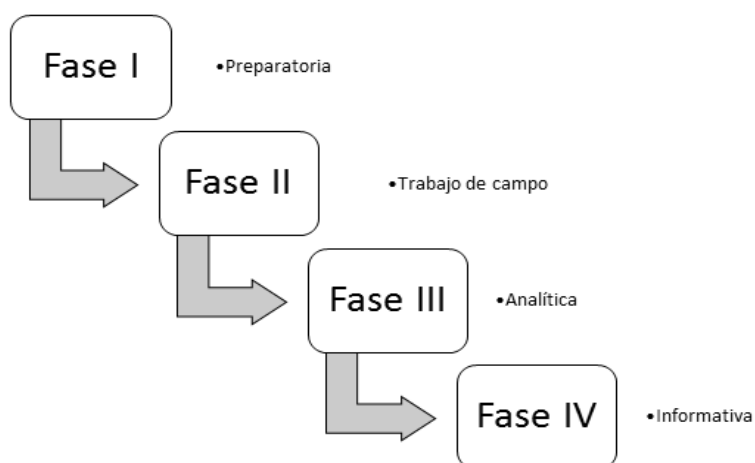 Fase I
•Preparatoria
Fase II
•Trabajo de campo
Fase III
•Analítica
Fase IV
•Informativa